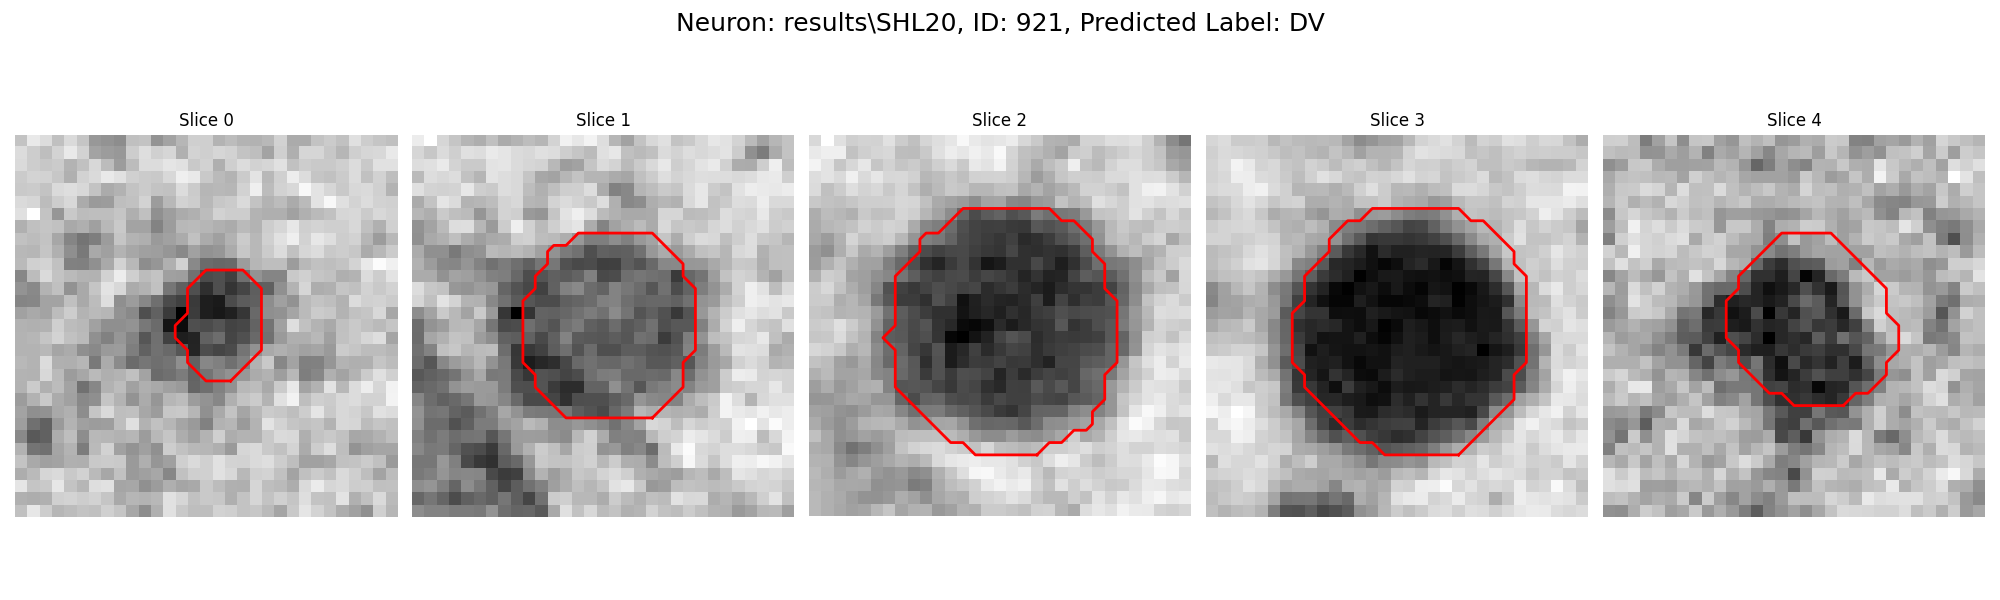 Neuron: results\SHL20, ID: 921, Predicted Label: DV
Slice 0
Slice 1
Slice 2
Slice 3
Slice 4